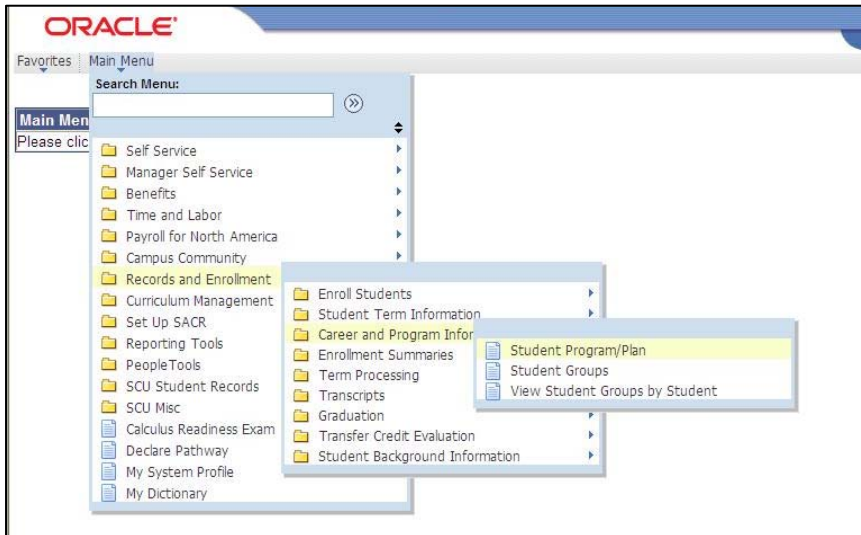 ORACLE®
Favorites Main Menu
Search Menu:
Main Men
Please clic
Self Service
Manager Self Service
Benefits
Time and Labor
Payroll for North America
Campus Community
Records and Enrollment
Curriculum Management
Set Up SACR
Reporting Tools
PeopleTools
SCU Student Records
SCU Misc
Calculus Readiness Exam
Declare Pathway
My System Profile
My Dictionary
Enroll Students
Student Term Information
Career and Program Infor
Enrollment Summaries
Term Processing
Transcripts
Graduation
Transfer Credit Evaluation
Student Background Information
Student Program/Plan
Student Groups
View Student Groups by Student